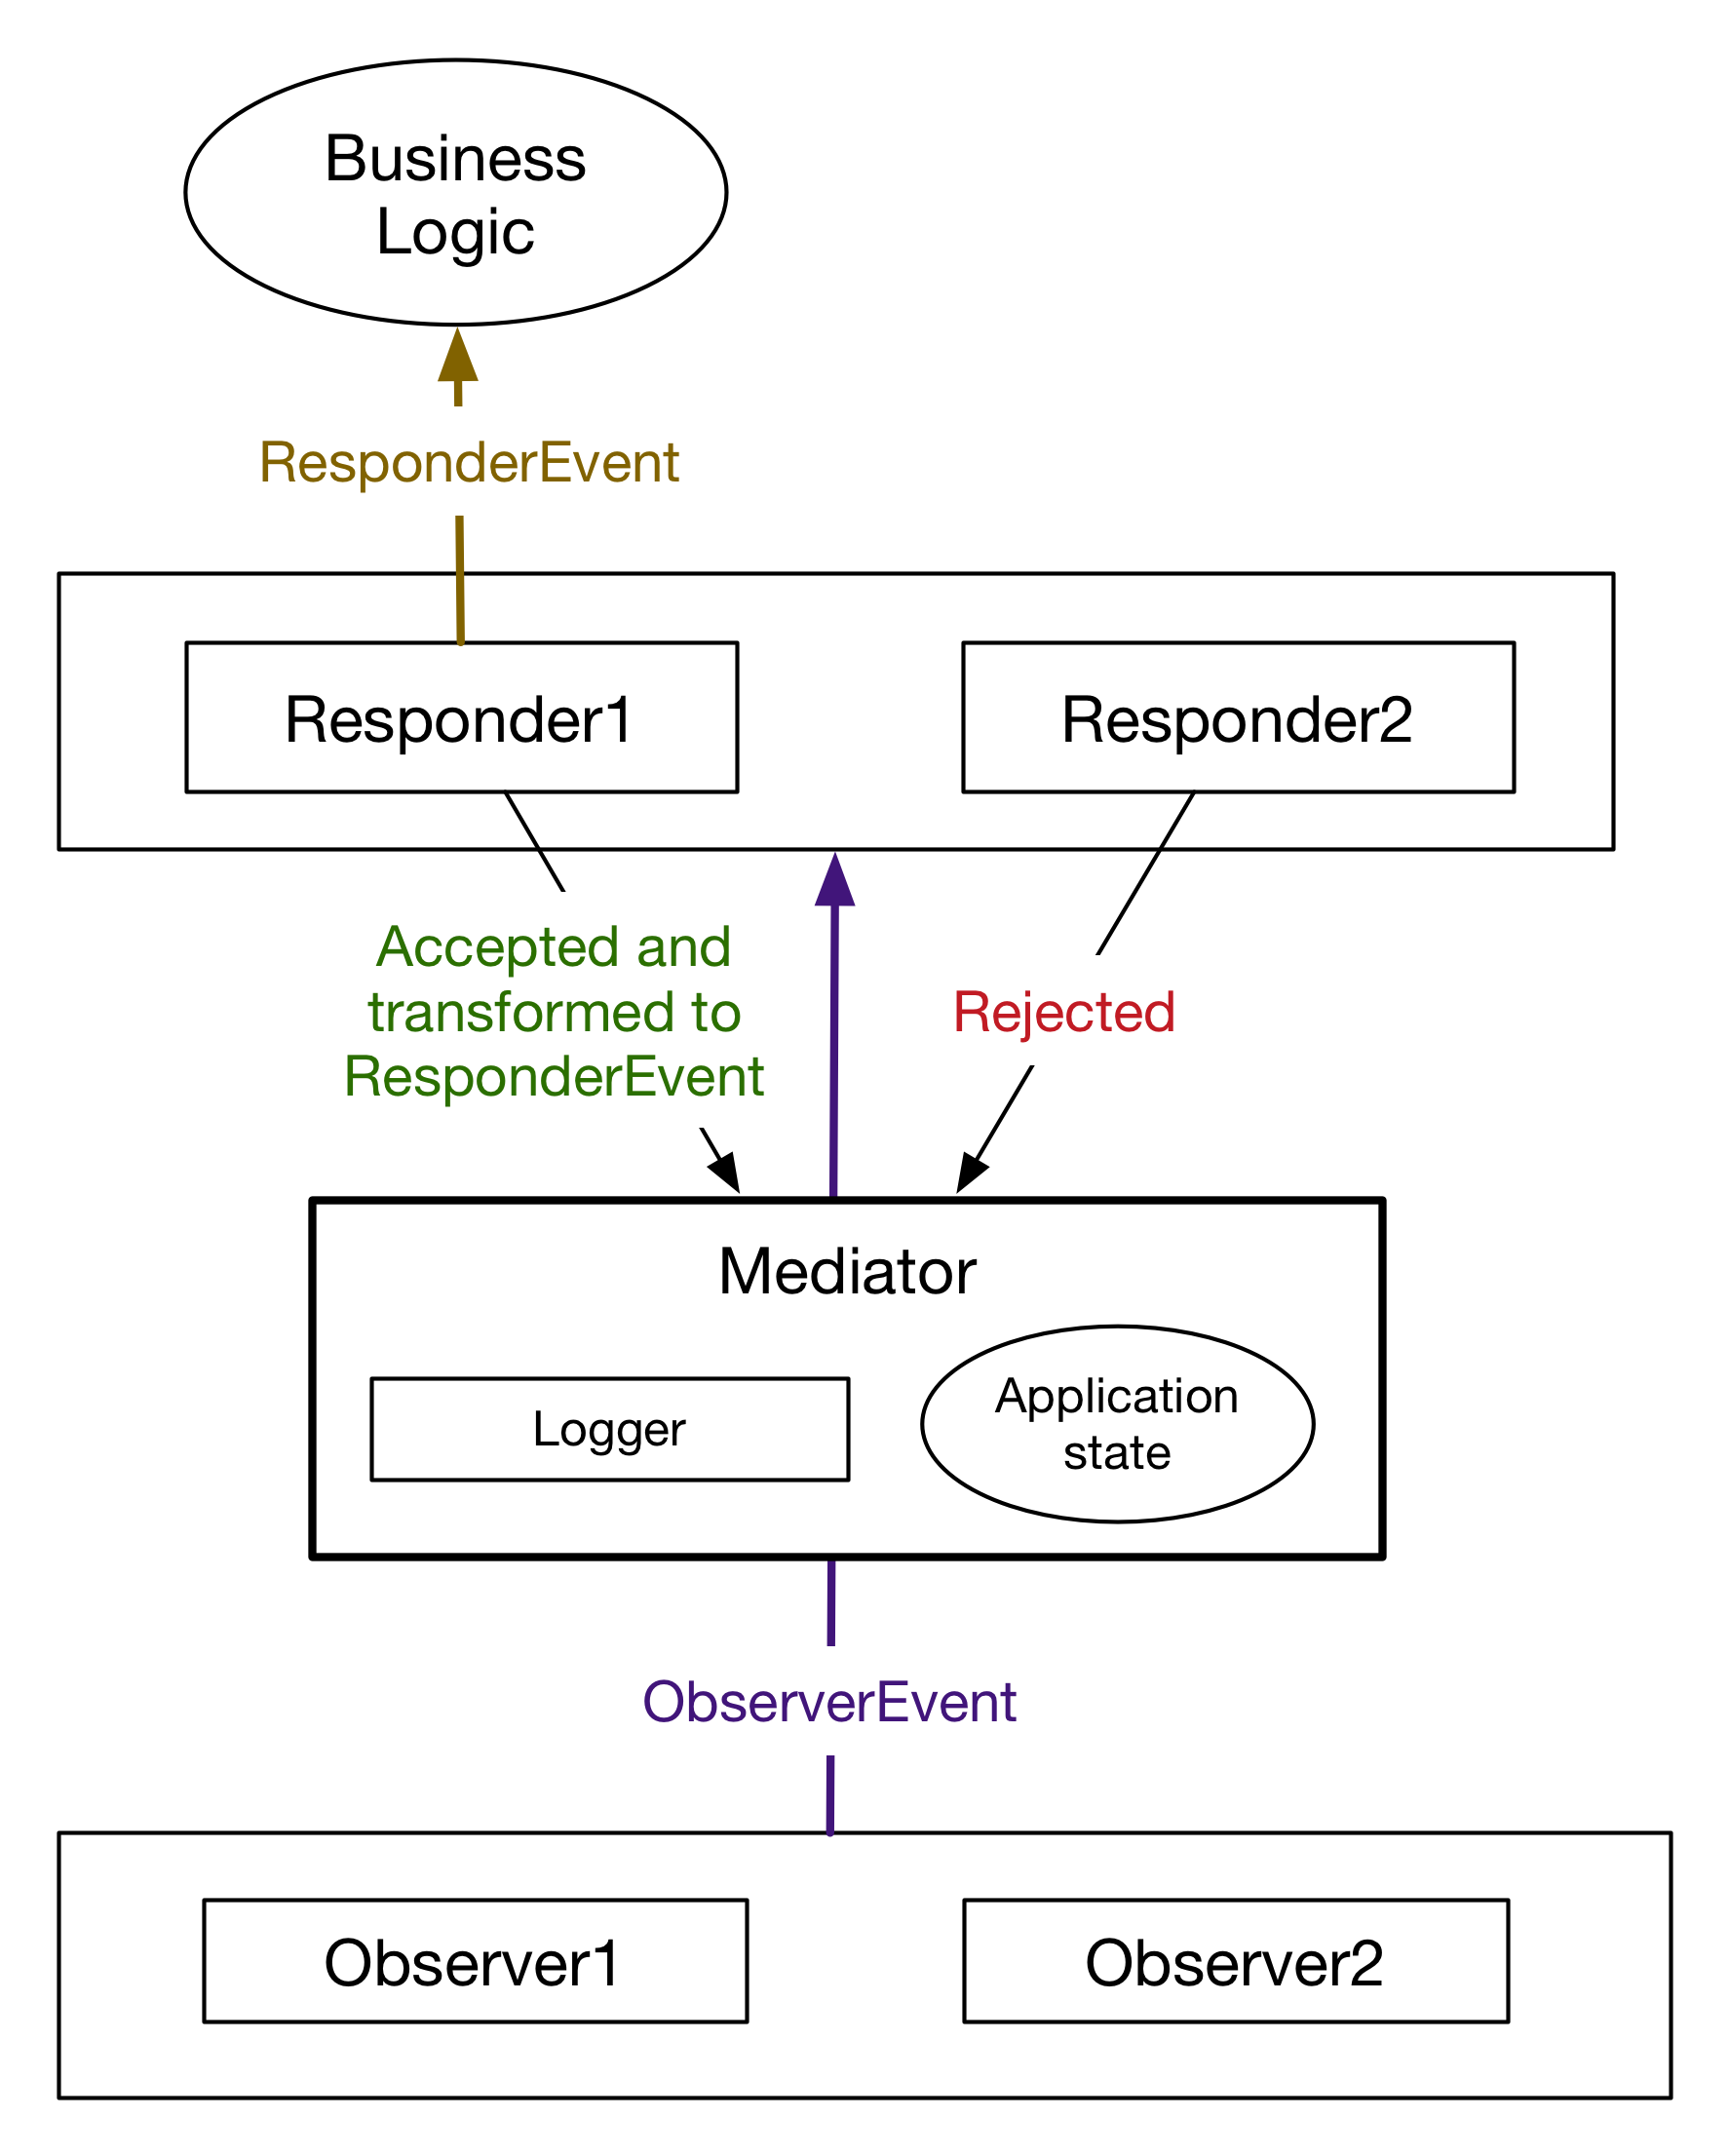 Business
Logic
ResponderEvent
Responder1
Responder2
Accepted and
transformed to
ResponderEvent
Rejected
Mediator
Logger
Application
state
ObserverEvent
Observer1
Observer2